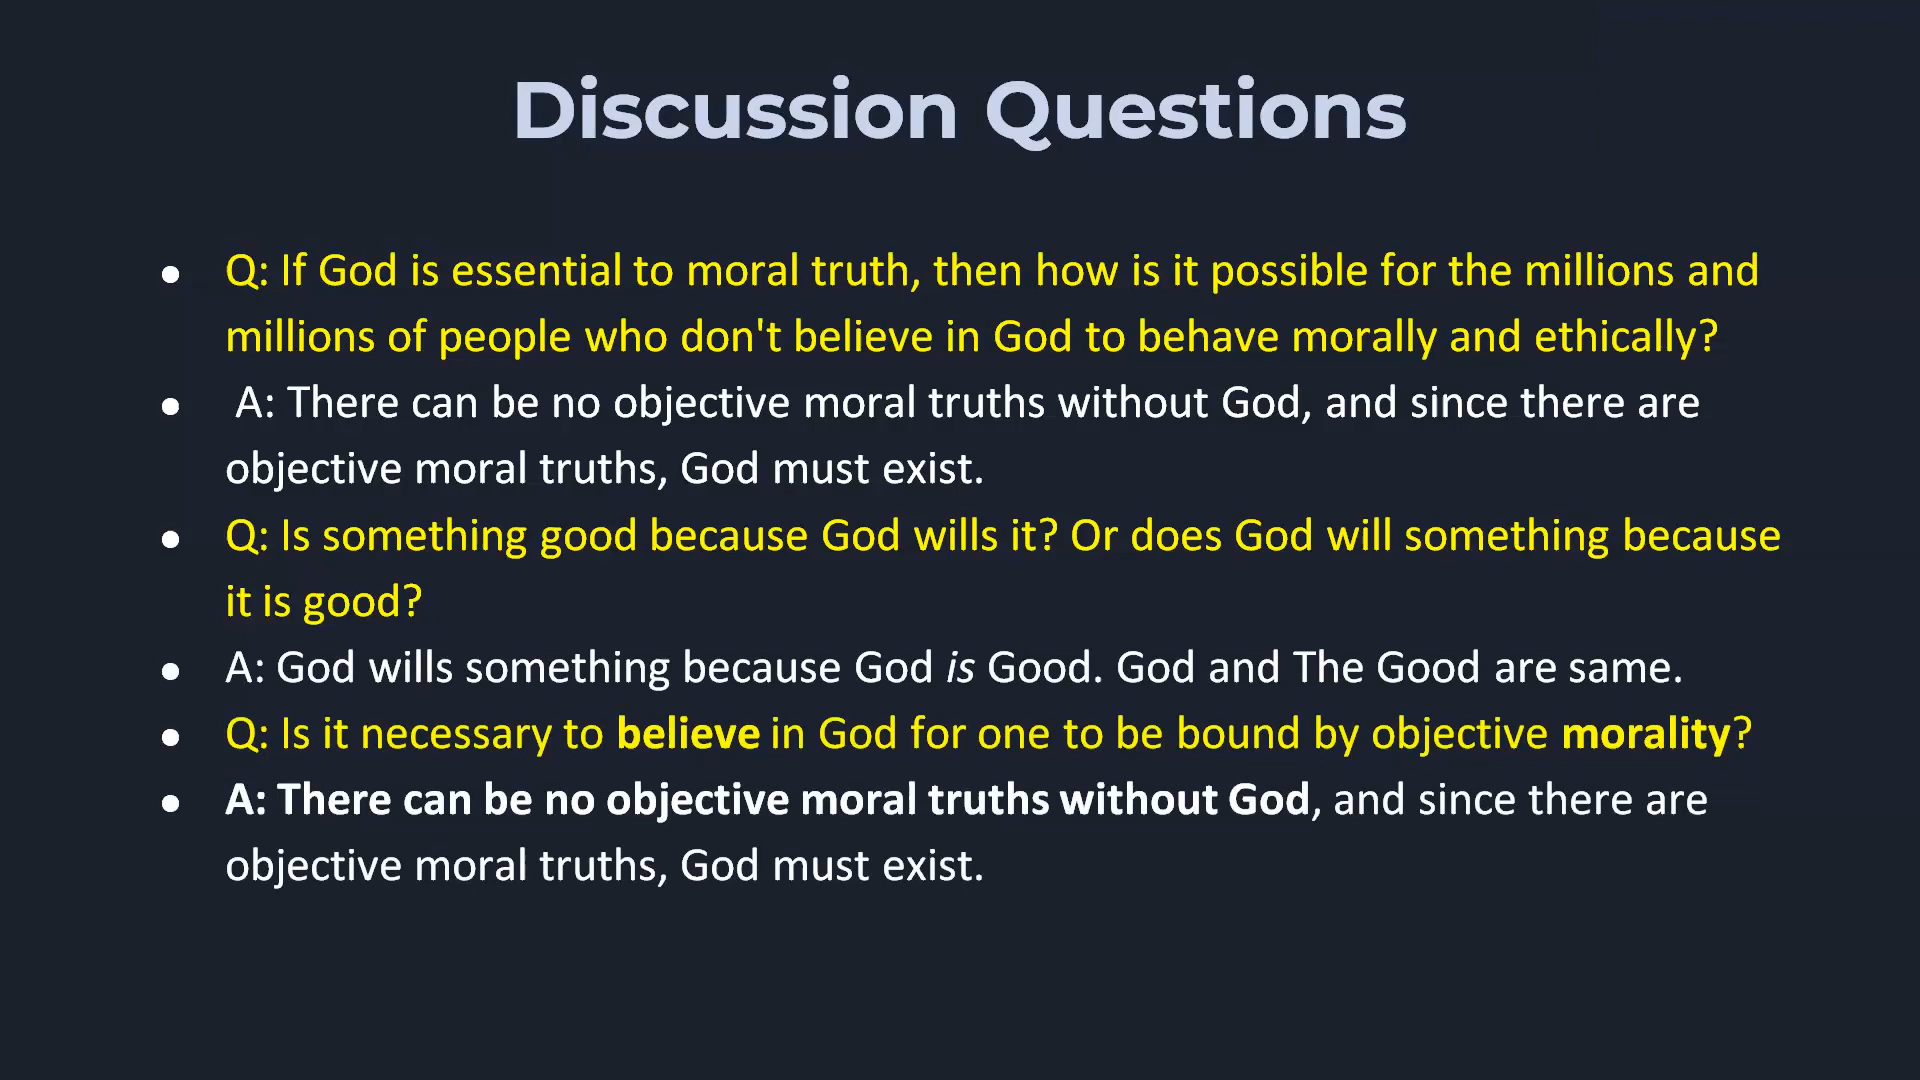 Discussion Questions
● Q: If God is essential to moral truth, then how is it possible for the millions and
millions of people who don't believe in God to behave morally and ethically?
● A: There can be no objective moral truths without God, and since there are
objective moral truths, God must exist.
● Q: Is something good because God wills it? Or does God will something because
it is good?
● A: God wills something because God is Good. God and The Good are same.
● Q: Is it necessary to believe in God for one to be bound by objective morality?
● A: There can be no objective moral truths without God, and since there are
objective moral truths, God must exist.